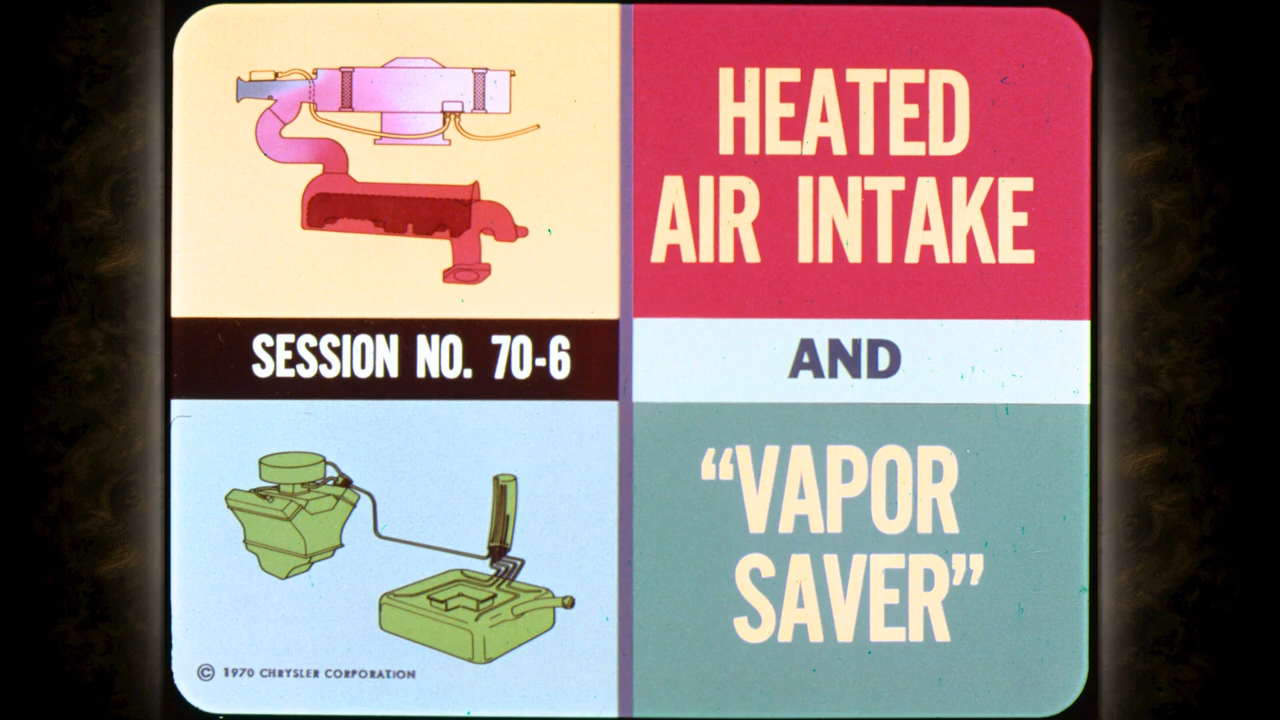 HEATED
AIR INTAKE
SESSION NO. 70-6
AND
“VAPOR
SAVER”
© 1970 CHRYSLER CORPORATION